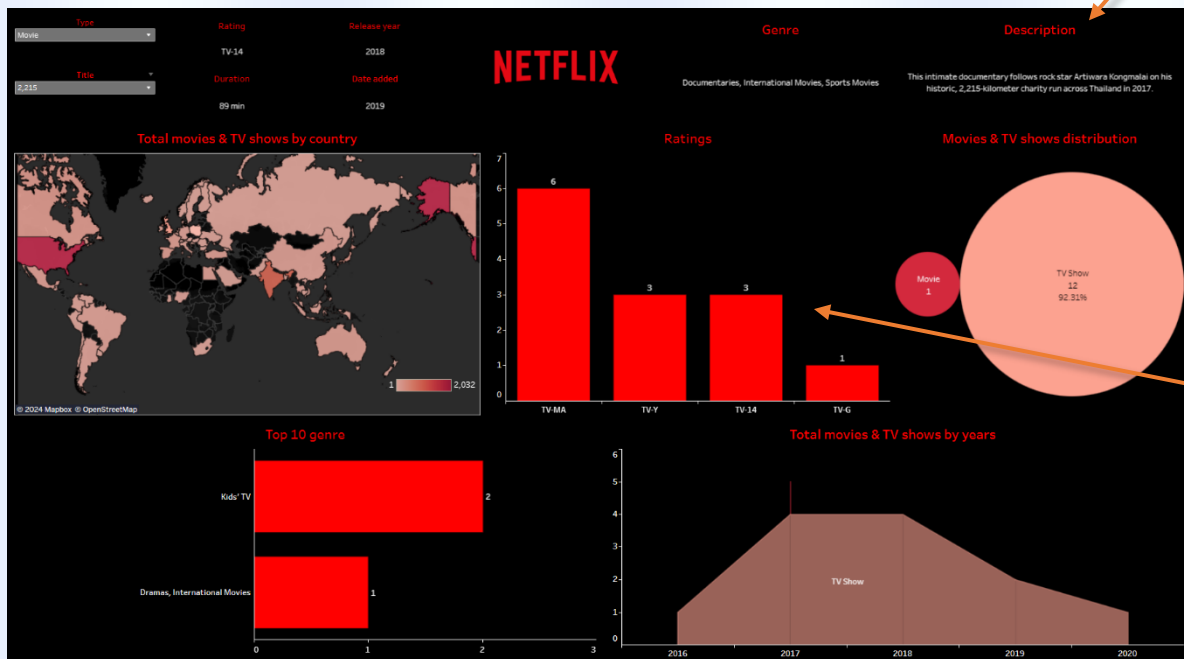 Type
Movie
Title
2,215
Rating
TV-14
Release year
2018
Duration
89 min
Date added
2019
NETFLIX
Genre
Documentaries, International Movies, Sports Movies
Description
This intimate documentary follows rock star Artiwara Kongmalai on his
historic, 2,215-kilometer charity run across Thailand in 2017.
Total movies & TV shows by country
1
2,032
© 2024 Mapbox © OpenStreetMap
Ratings
7
6
5
4
3
2
1
0
6
3
3
1
TV-MA
TV-Y
TV-14
TV-G
Movies & TV shows distribution
Movie
1
TV Show
12
92.31%
Top 10 genre
Kids' TV
2
Dramas, International Movies
1
0
1
2
3
Total movies & TV shows by years
6
5
4
3
2
1
0
TV Show
2016
2017
2018
2019
2020